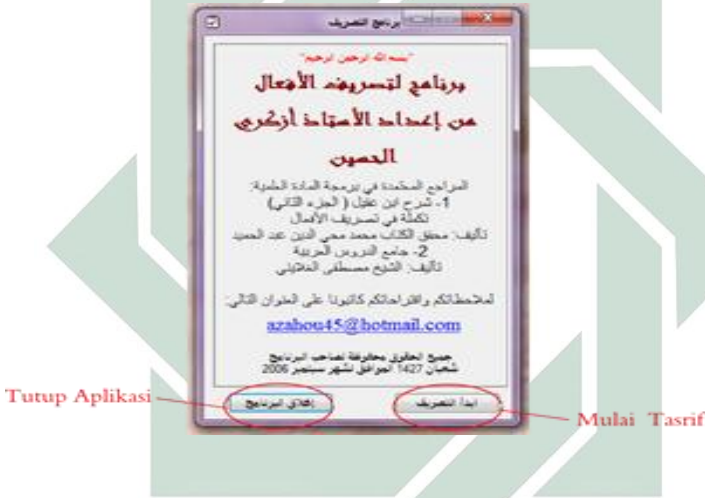 برنامج التصريف
"بسم الله الرحمن الرحيم"
برنامج لتصريف الأفعال
من إعداد الأستاذ أزكري
الحسين
المراجع المعتمدة في برمجة المادة العلمية:
1- شرح ابن عقيل ( الجزء الثاني)
تكملة في تصريف الأفعال
تأليف: محقق الكتاب محمد محي الدين عبد الحميد
2- جامع الدروس العربية
تأليف: الشيخ مصطفى الغلاييني
لملاحظاتكم واقتراحاتكم كاتبونا على العنوان التالي:
azahou45@hotmail.com
جميع الحقوق محفوظة لصاحب البرنامج
شعبان 1427 الموافق لشهر سبتمبر 2006
ابدأ التصريف
إغلاق البرنامج
Tutup Aplikasi
Mulai Tasrif